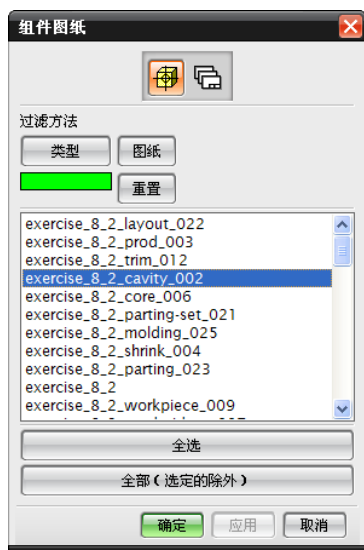 组件图纸
过滤方法
类型
图纸
重置
exercise_8_2_layout_022
exercise_8_2_prod_003
exercise_8_2_trim_012
exercise_8_2_cavity_002
exercise_8_2_core_006
exercise_8_2_parting-set_021
exercise_8_2_molding_025
exercise_8_2_shrink_004
exercise_8_2_parting_023
exercise_8_2
exercise_8_2_workpiece_009
全选
全部(选定的除外)
确定
应用
取消